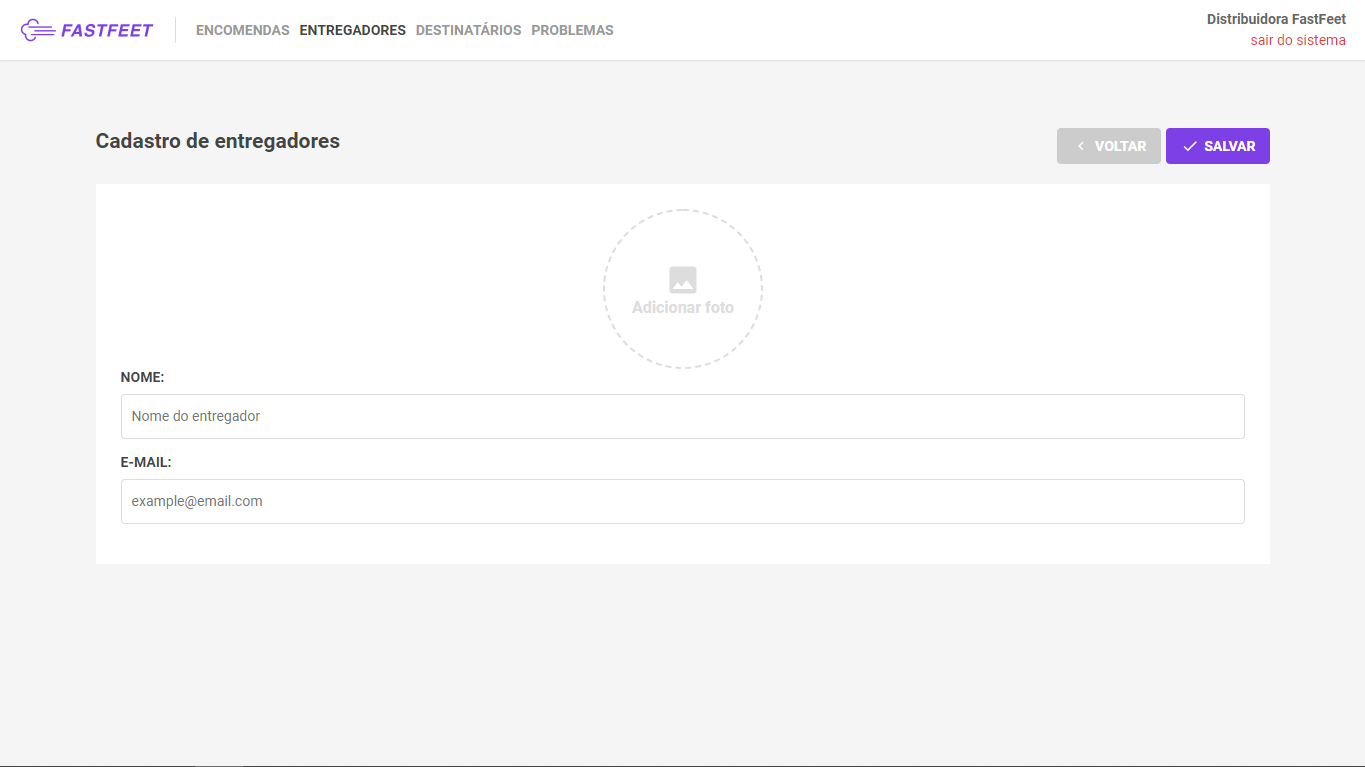 FASTFEET
ENCOMENDAS ENTREGADORES DESTINATÁRIOS PROBLEMAS
Distribuidora FastFeet
sair do sistema
Cadastro de entregadores
VOLTAR
SALVAR
Adicionar foto
NOME:
Nome do entregador
E-MAIL:
example@email.com